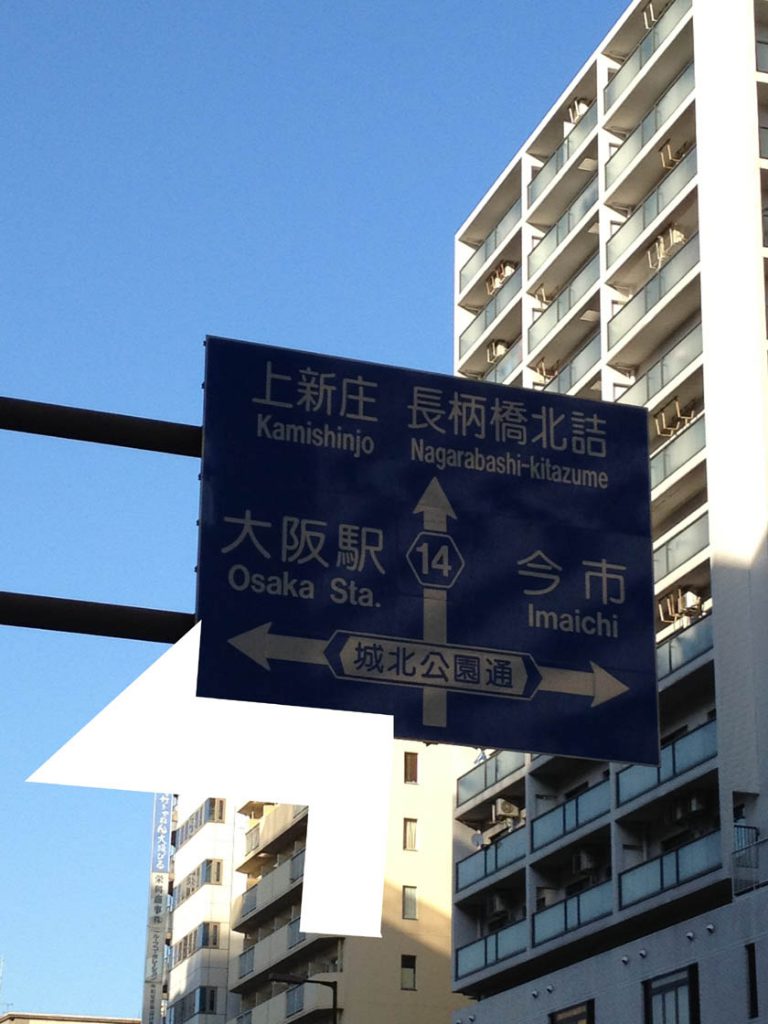 上新庄 長柄橋北詰
Kamishinjo Nagarabashi-kitazume
大阪駅 14 今市
Osaka Sta. Imaichi
城北公園通